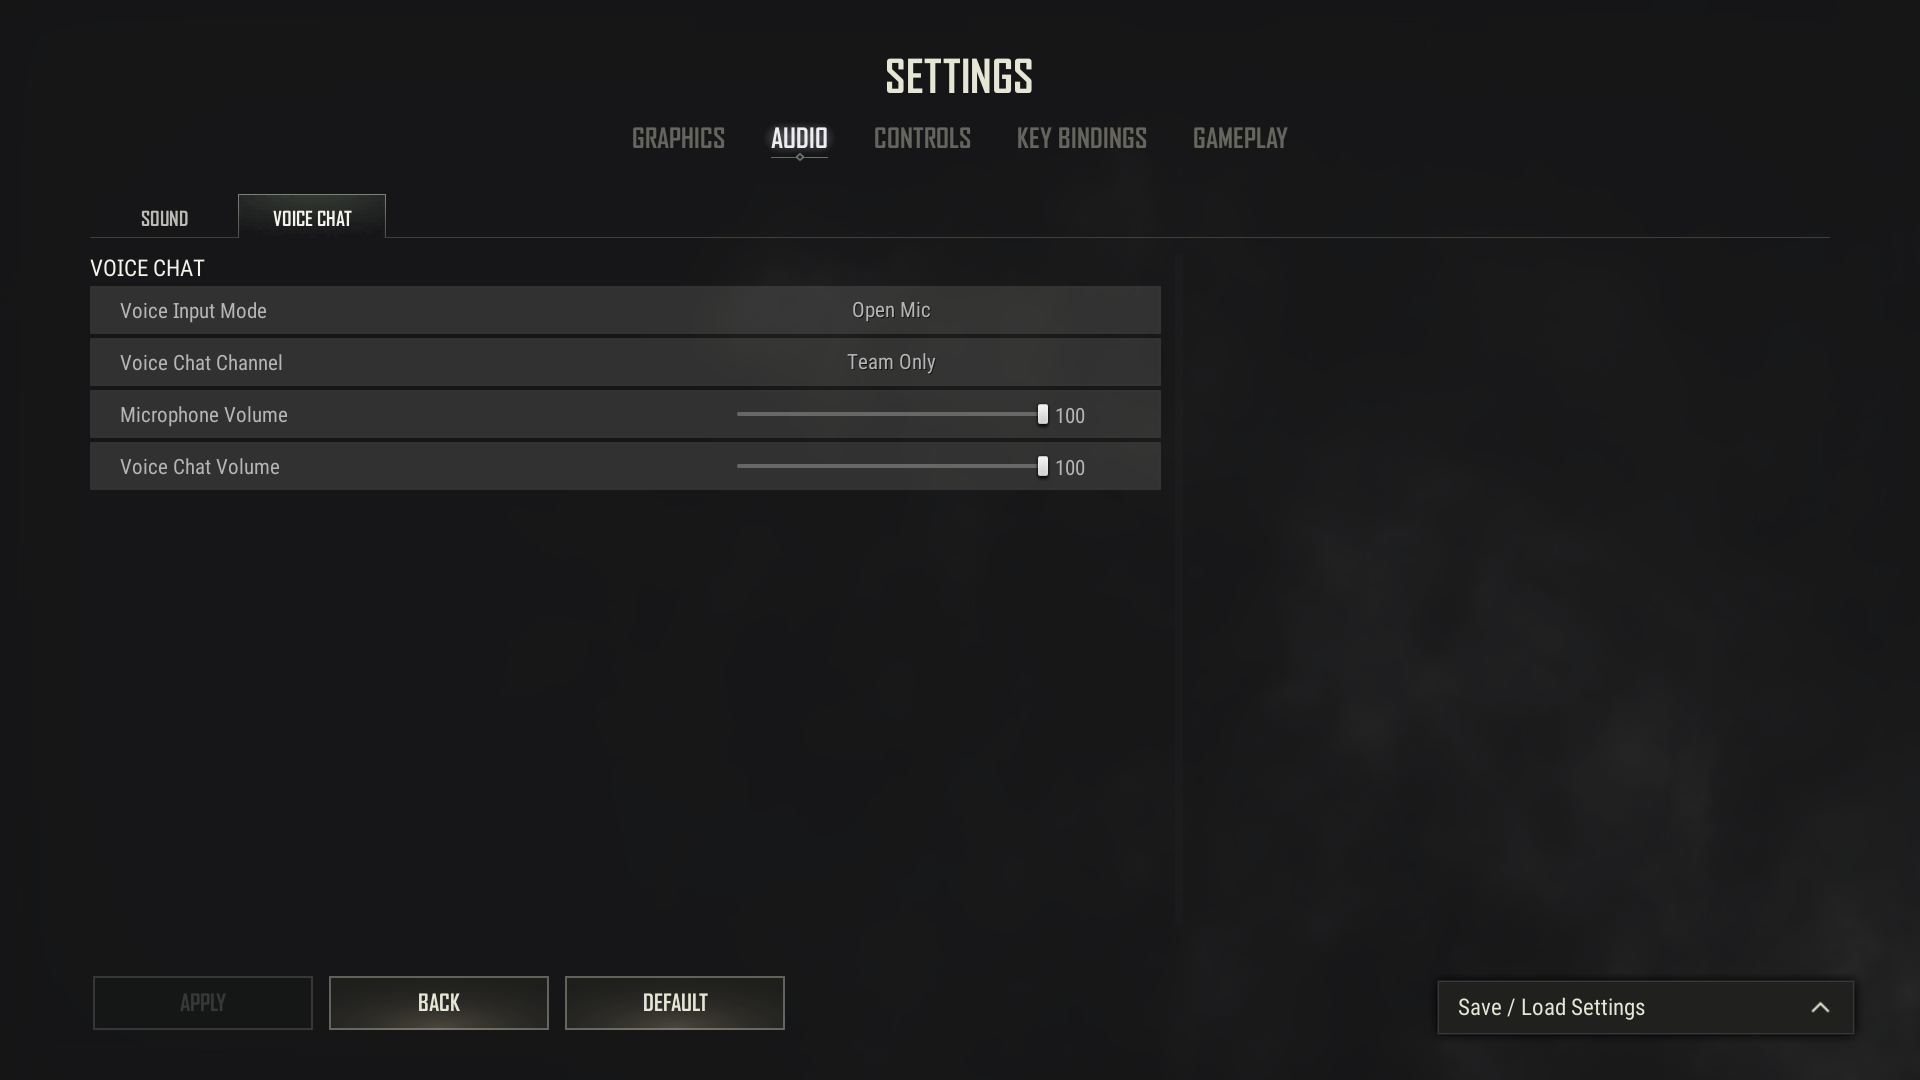 SETTINGS
GRAPHICS AUDIO CONTROLS KEY BINDINGS GAMEPLAY
SOUND VOICE CHAT
VOICE CHAT
Voice Input Mode Open Mic
Voice Chat Channel Team Only
Microphone Volume 100
Voice Chat Volume 100
APPLY BACK DEFAULT Save / Load Settings